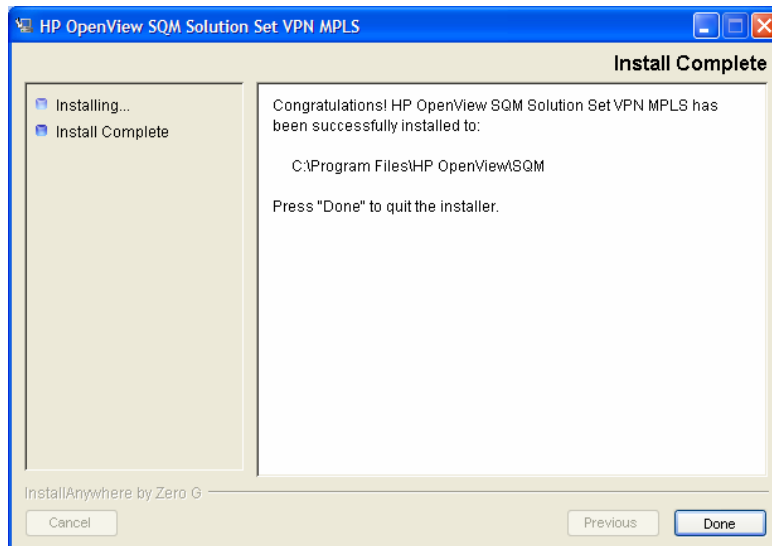 HP OpenView SQM Solution Set VPN MPLS
Install Complete
Installing...
Install Complete
Congratulations! HP OpenView SQM Solution Set VPN MPLS has
been successfully installed to:
C:\Program Files\HP OpenView\SQM
Press "Done" to quit the installer.
InstallAnywhere by Zero G
Cancel
Previous
Done